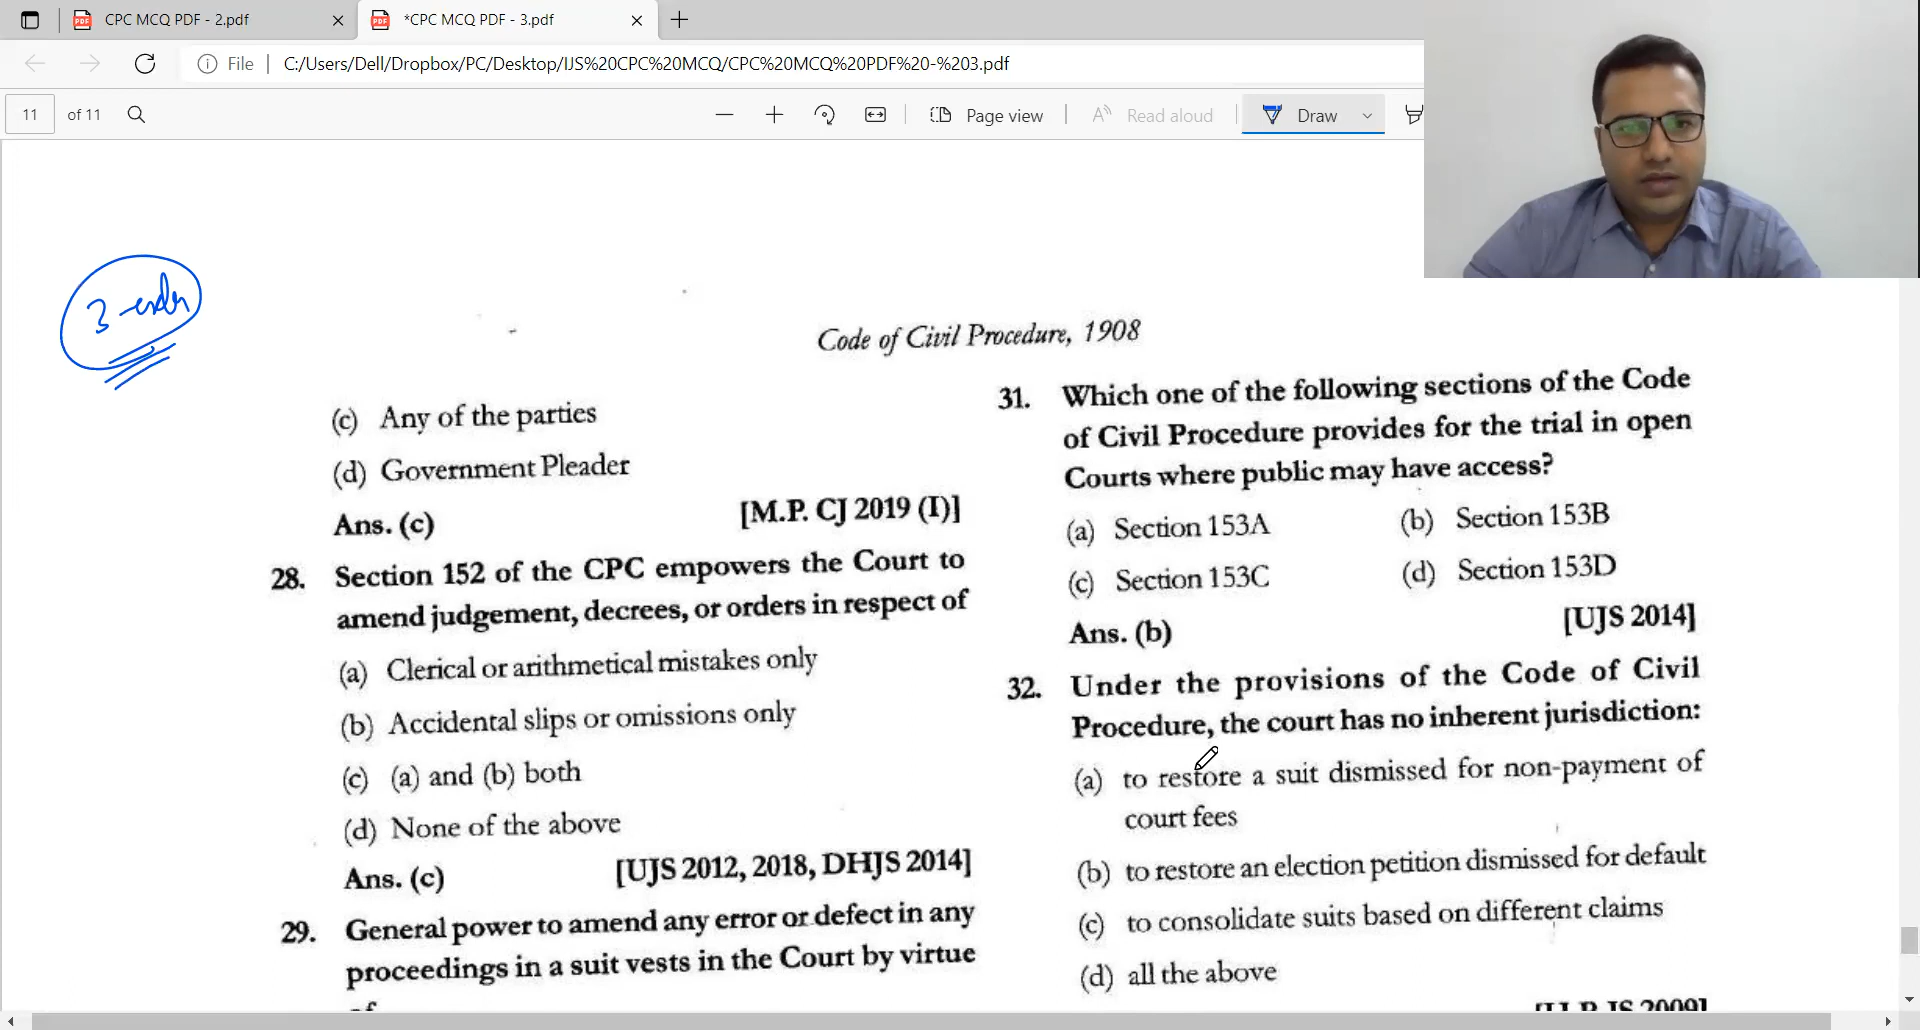 CPC MCQ PDF - 2.pdf
*CPC MCQ PDF - 3.pdf
File
C:/Users/Dell/Dropbox/PC/Desktop/IJS%20CPC%20MCQ/CPC%20MCQ%20PDF%20-%203.pdf
11 of 11
Page view
Read aloud
Draw
Code of Civil Procedure, 1908
(c) Any of the parties
(d) Government Pleader
Ans. (c) [M.P. CJ 2019 (I)]
28. Section 152 of the CPC empowers the Court to
amend judgement, decrees, or orders in respect of
(a) Clerical or arithmetical mistakes only
(b) Accidental slips or omissions only
(c) (a) and (b) both
(d) None of the above
Ans. (c) [UJS 2012, 2018, DHJS 2014]
29. General power to amend any error or defect in any
proceedings in a suit vests in the Court by virtue
31. Which one of the following sections of the Code
of Civil Procedure provides for the trial in open
Courts where public may have access?
(a) Section 153A (b) Section 153B
(c) Section 153C (d) Section 153D
Ans. (b) [UJS 2014]
32. Under the provisions of the Code of Civil
Procedure, the court has no inherent jurisdiction:
(a) to restore a suit dismissed for non-payment of
court fees
(b) to restore an election petition dismissed for default
(c) to consolidate suits based on different claims
(d) all the above